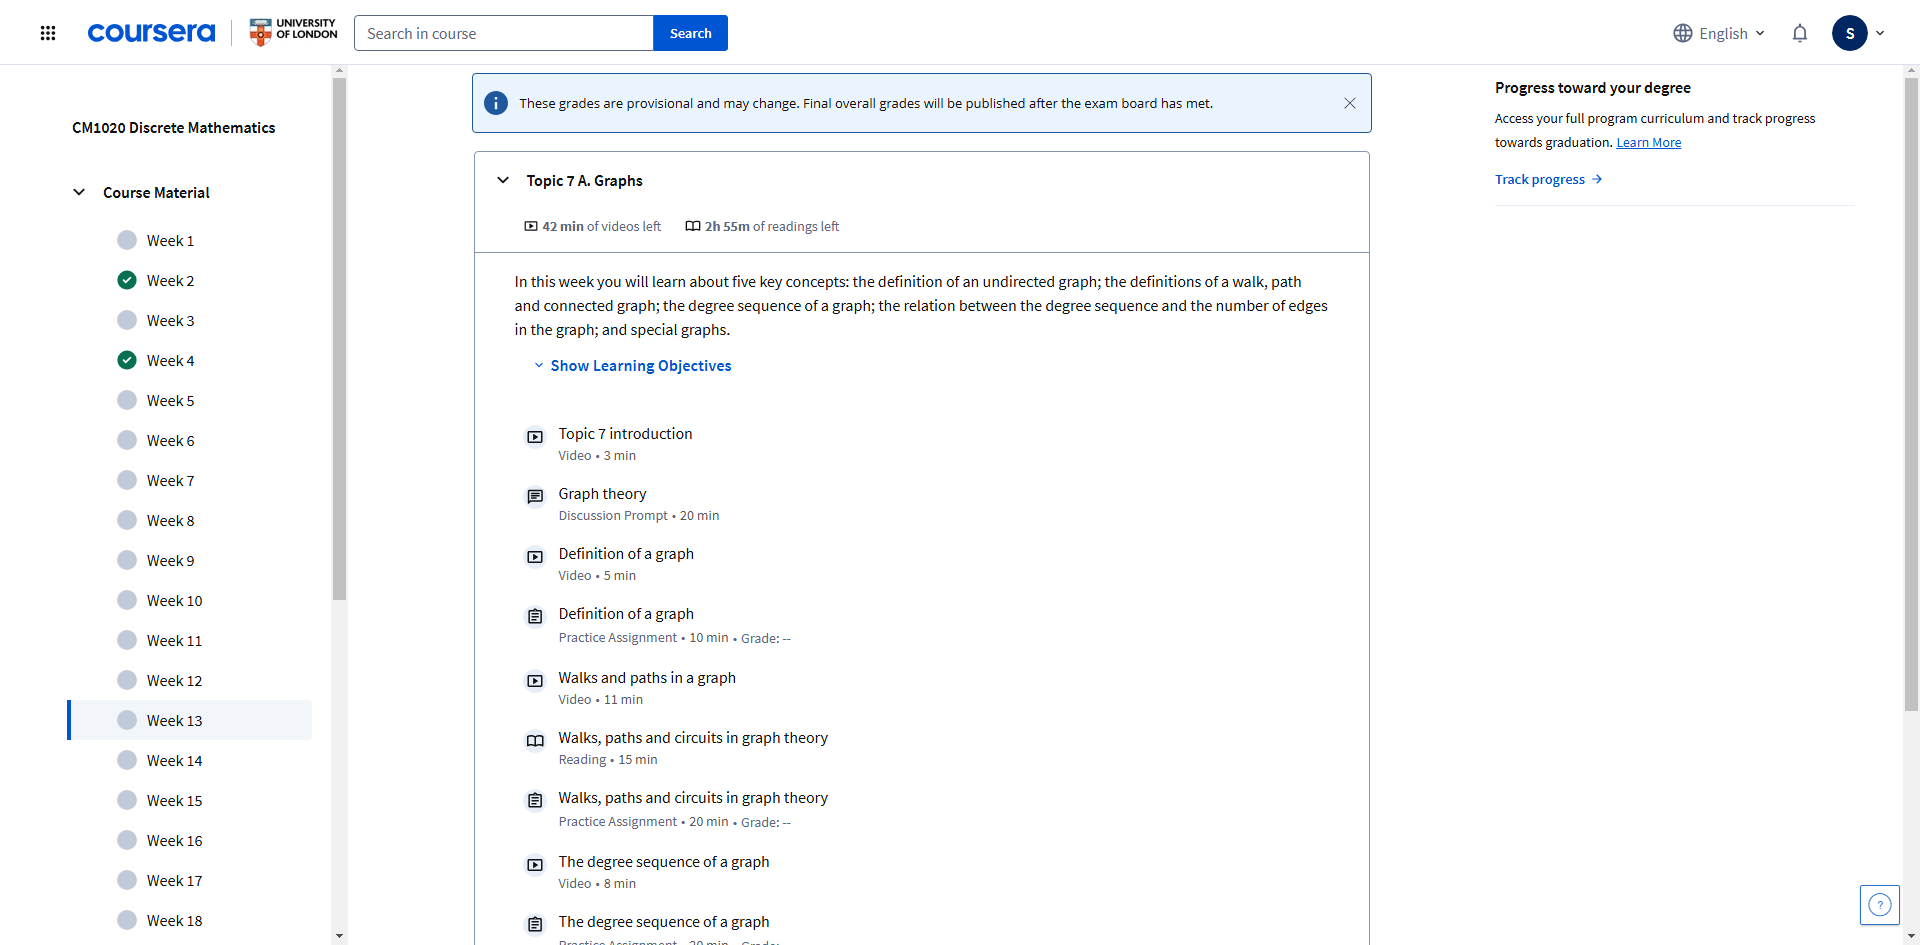 coursera
UNIVERSITY
OF LONDON
Search in course
Search
English
S
CM1020 Discrete Mathematics
Course Material
Week 1
Week 2
Week 3
Week 4
Week 5
Week 6
Week 7
Week 8
Week 9
Week 10
Week 11
Week 12
Week 13
Week 14
Week 15
Week 16
Week 17
Week 18
These grades are provisional and may change. Final overall grades will be published after the exam board has met.
Topic 7 A. Graphs
42 min of videos left
2h 55m of readings left
In this week you will learn about five key concepts: the definition of an undirected graph; the definitions of a walk, path
and connected graph; the degree sequence of a graph; the relation between the degree sequence and the number of edges
in the graph; and special graphs.
Show Learning Objectives
Topic 7 introduction
Video • 3 min
Graph theory
Discussion Prompt • 20 min
Definition of a graph
Video • 5 min
Definition of a graph
Practice Assignment • 10 min • Grade: --
Walks and paths in a graph
Video • 11 min
Walks, paths and circuits in graph theory
Reading • 15 min
Walks, paths and circuits in graph theory
Practice Assignment • 20 min • Grade: --
The degree sequence of a graph
Video • 8 min
The degree sequence of a graph
Practice Assignment • 20 min • Grade: --
Progress toward your degree
Access your full program curriculum and track progress
towards graduation. Learn More
Track progress →
?